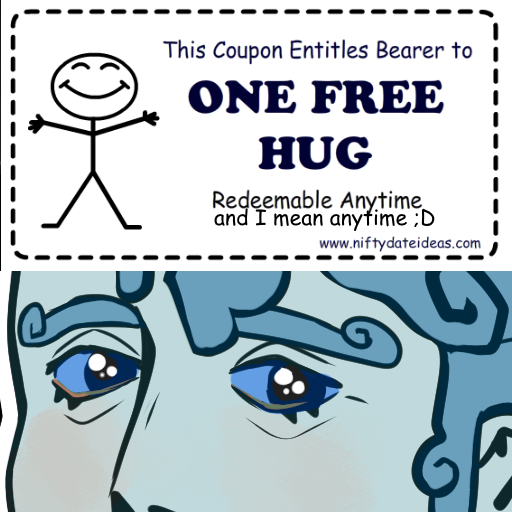 This Coupon Entitles Bearer to
ONE FREE
HUG
Redeemable Anytime
and I mean anytime ;D
www.niftydateideas.com